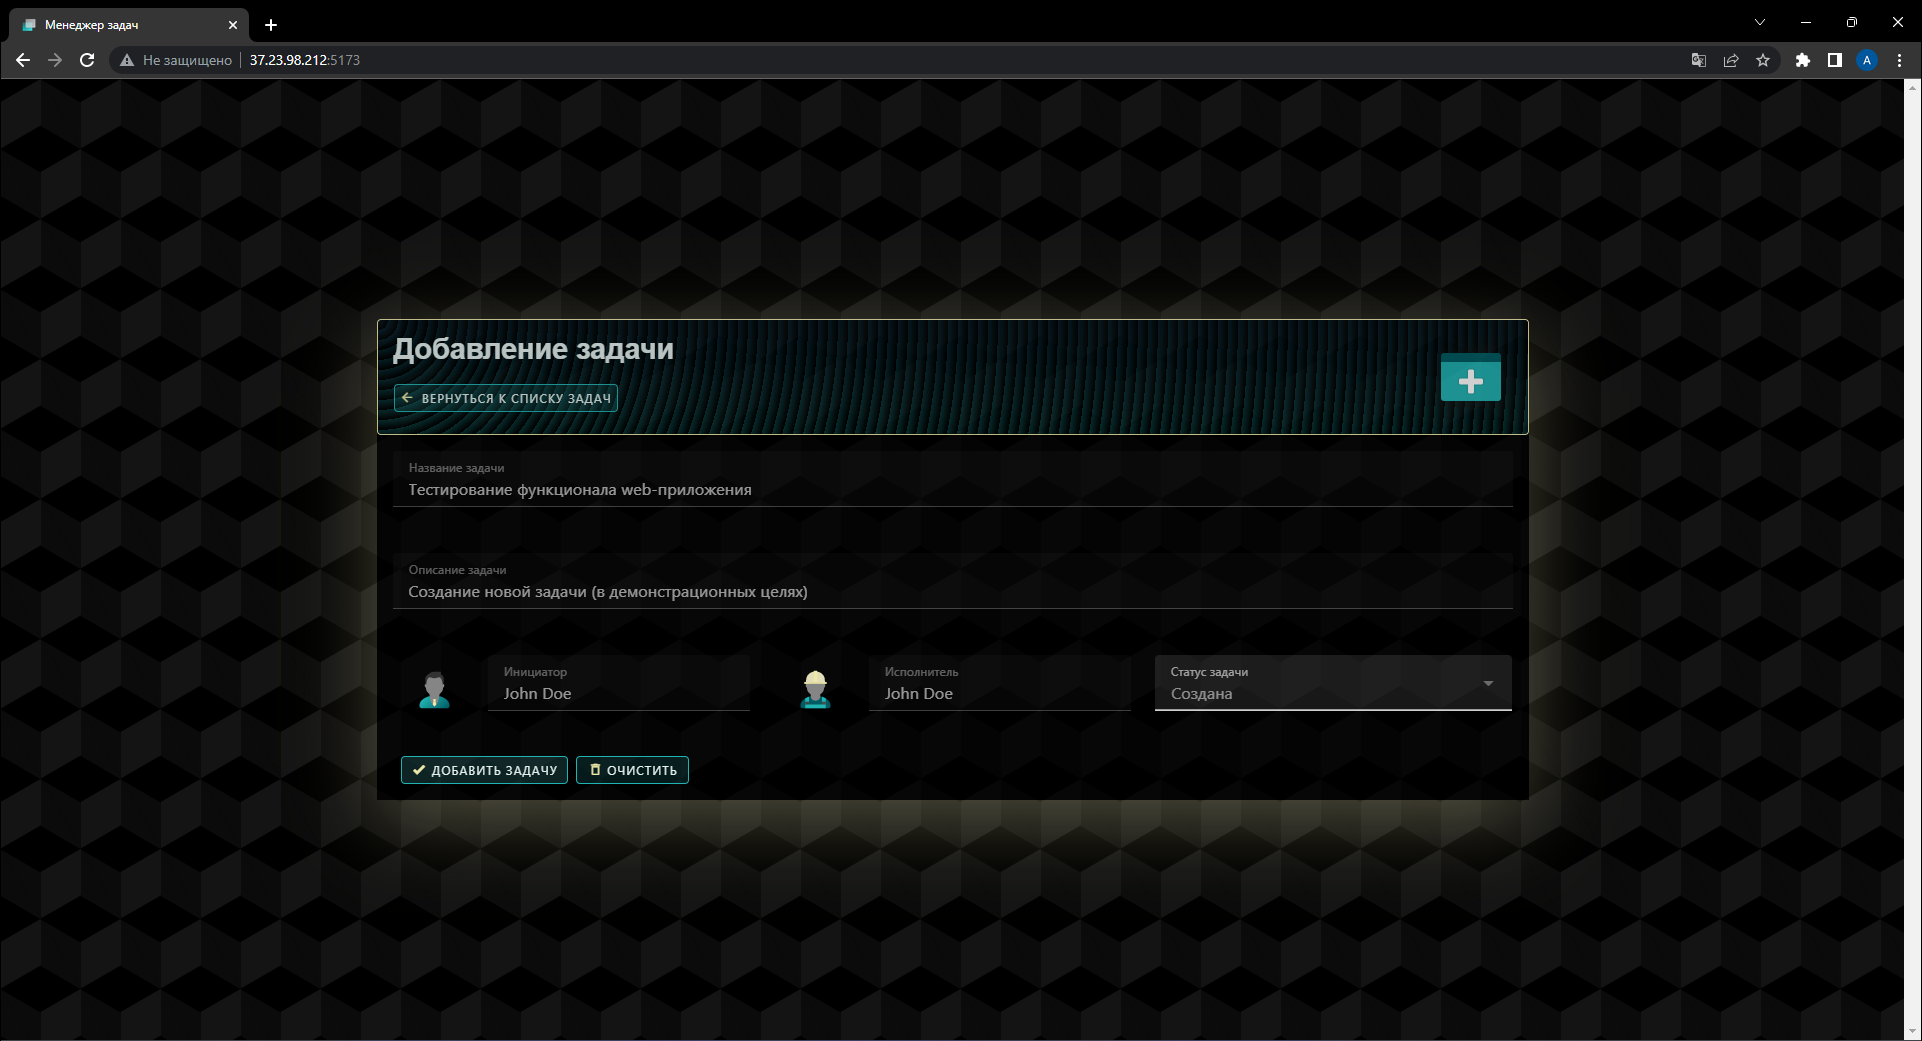 Менеджер задач
Не защищено
37.23.98.212:5173
A
Добавление задачи
ВЕРНУТЬСЯ К СПИСКУ ЗАДАЧ
Название задачи
Тестирование функционала web-приложения
Описание задачи
Создание новой задачи (в демонстрационных целях)
Инициатор
John Doe
Исполнитель
John Doe
Статус задачи
Создана
ДОБАВИТЬ ЗАДАЧУ
ОЧИСТИТЬ